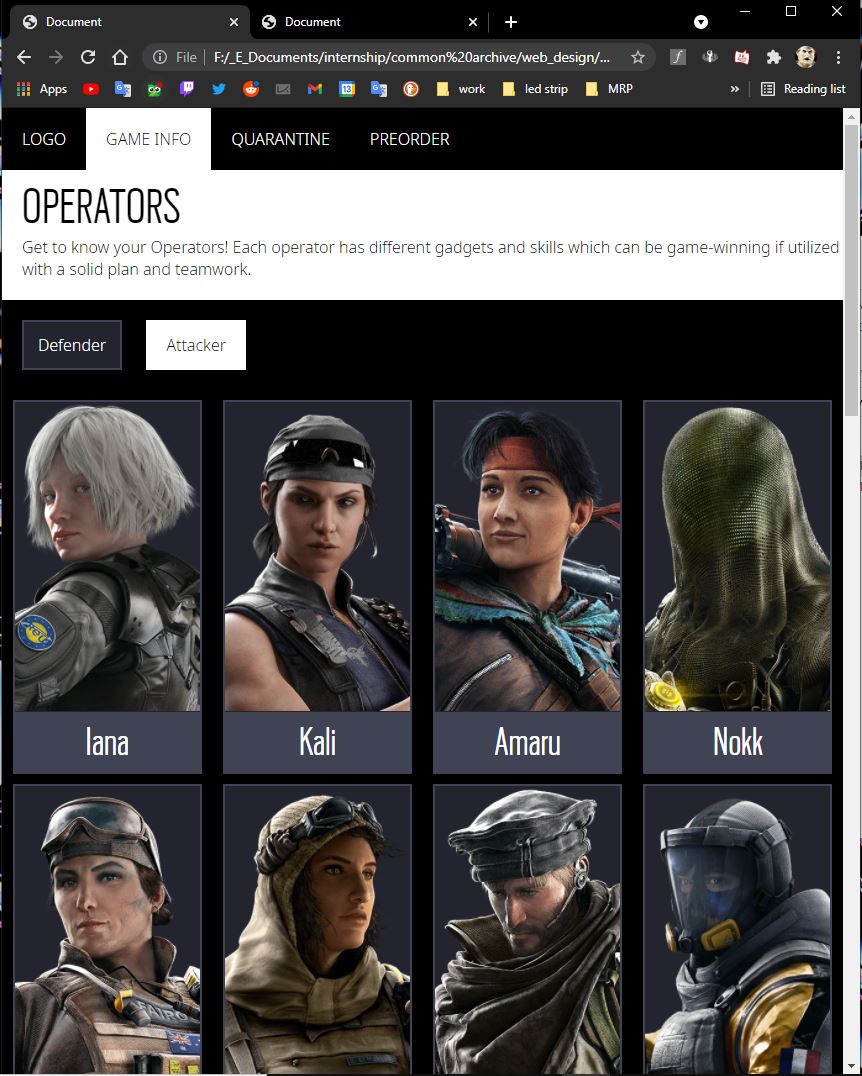 Document
Document
File
F:/_E_Documents/internship/common%20archive/web_design/...
Apps
work
led strip
MRP
»
Reading list
LOGO
GAME INFO
QUARANTINE
PREORDER
OPERATORS
Get to know your Operators! Each operator has different gadgets and skills which can be game-winning if utilized
with a solid plan and teamwork.
Defender
Attacker
Iana
Kali
Amaru
Nokk